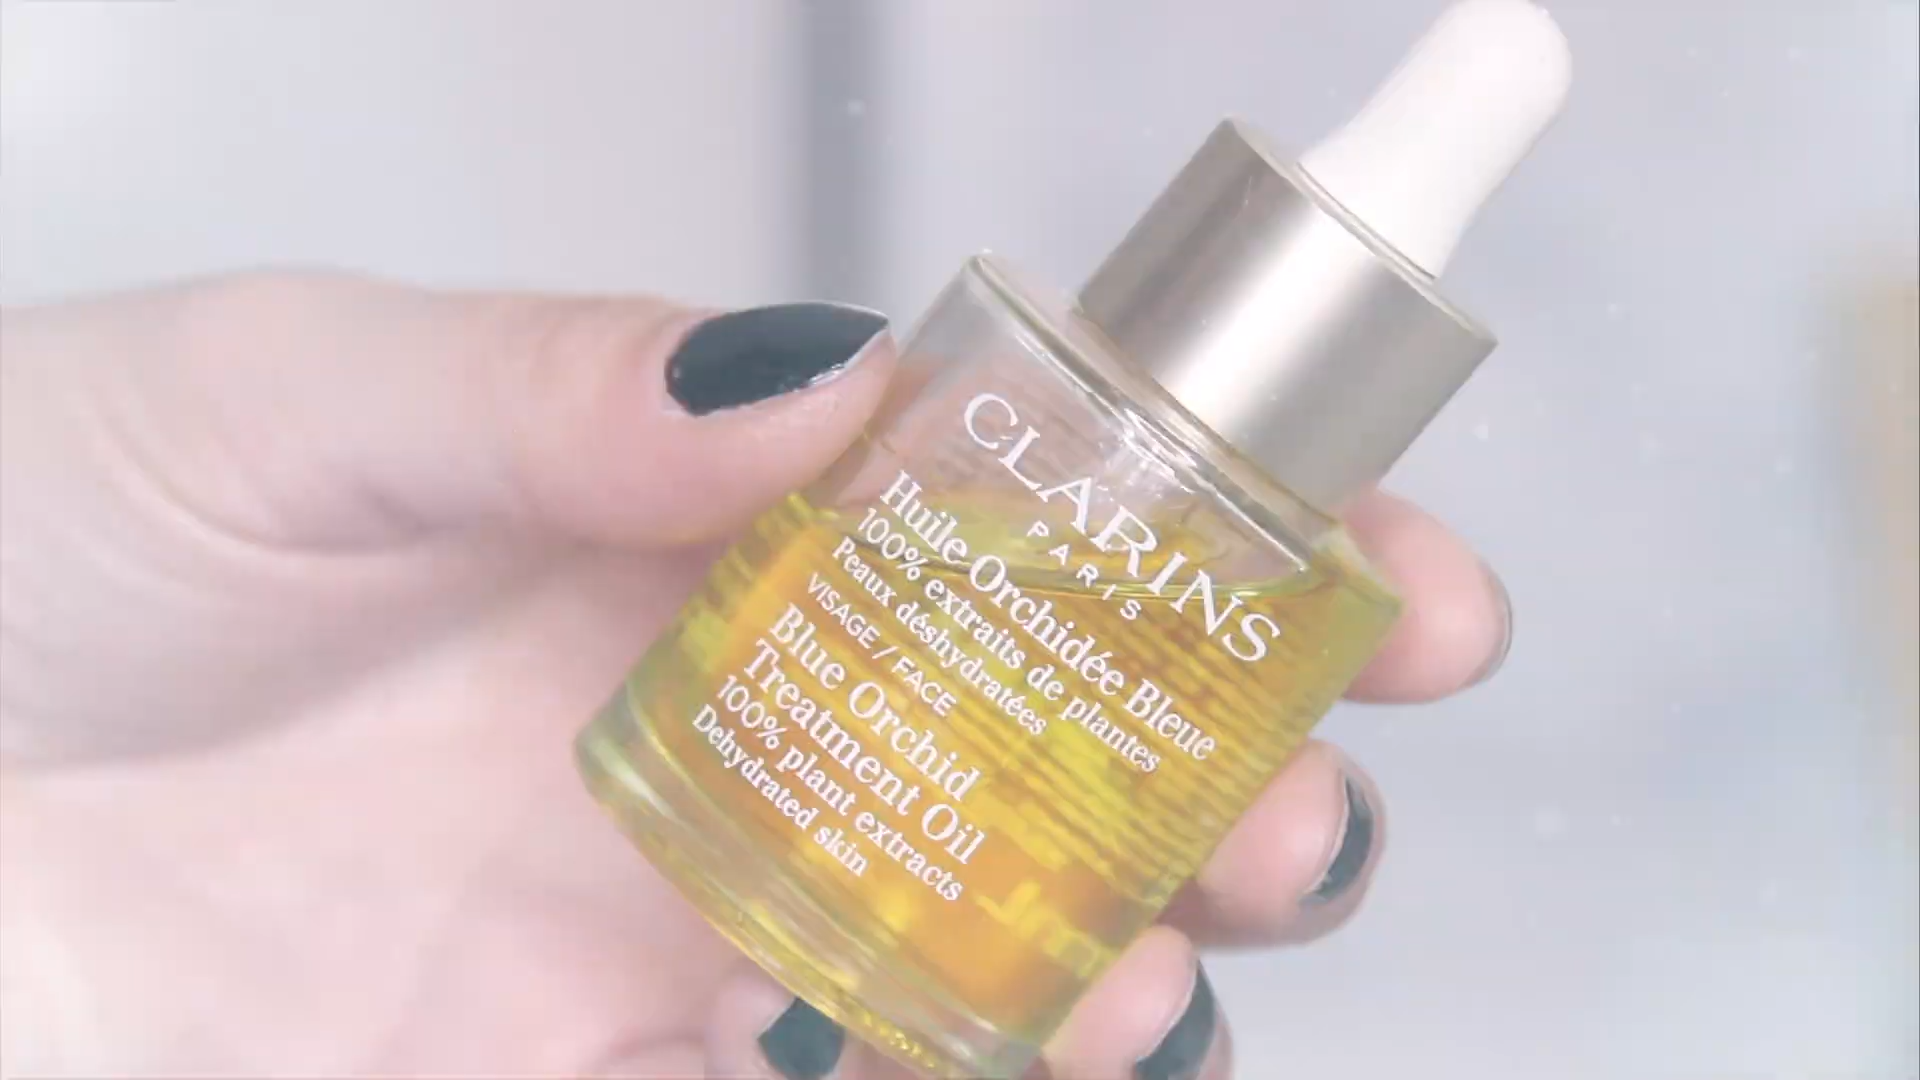 CLARINS
PARIS
Huile Orchidée Bleue
100% extraits de plantes
Peaux déshydratées
VISAGE / FACE
Blue Orchid
Treatment Oil
100% plant extracts
Dehydrated skin